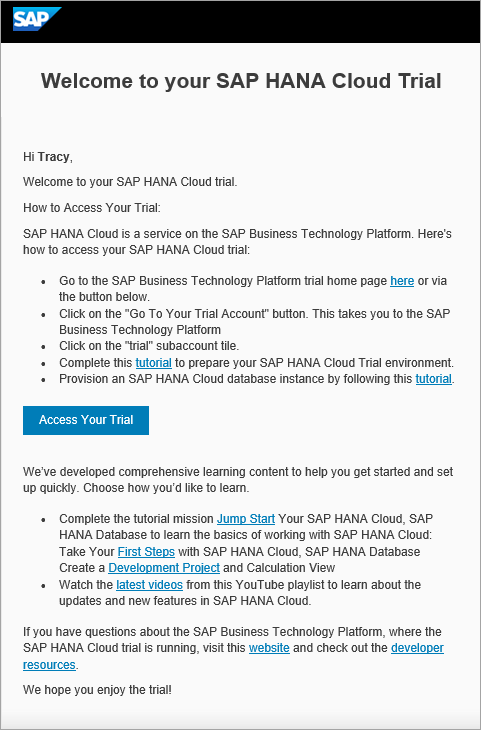 SAP
Welcome to your SAP HANA Cloud Trial
Hi Tracy,
Welcome to your SAP HANA Cloud trial.
How to Access Your Trial:
SAP HANA Cloud is a service on the SAP Business Technology Platform. Here's
how to access your SAP HANA Cloud trial:
• Go to the SAP Business Technology Platform trial home page here or via
the button below.
• Click on the "Go To Your Trial Account" button. This takes you to the SAP
Business Technology Platform
• Click on the "trial" subaccount tile.
• Complete this tutorial to prepare your SAP HANA Cloud Trial environment.
• Provision an SAP HANA Cloud database instance by following this tutorial.
Access Your Trial
We've developed comprehensive learning content to help you get started and set
up quickly. Choose how you'd like to learn.
• Complete the tutorial mission Jump Start Your SAP HANA Cloud, SAP
HANA Database to learn the basics of working with SAP HANA Cloud:
Take Your First Steps with SAP HANA Cloud, SAP HANA Database
Create a Development Project and Calculation View
• Watch the latest videos from this YouTube playlist to learn about the
updates and new features in SAP HANA Cloud.
If you have questions about the SAP Business Technology Platform, where the
SAP HANA Cloud trial is running, visit this website and check out the developer
resources.
We hope you enjoy the trial!